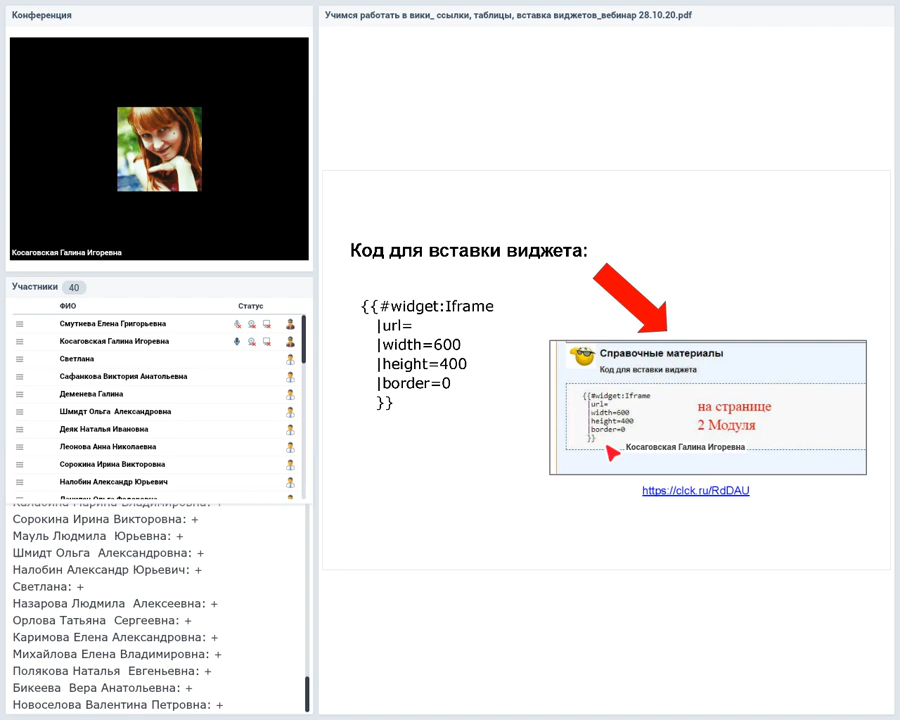 Конференция
Косаговская Галина Игоревна
Участники 40
ФИО Статус
Смутнева Елена Григорьевна
Косаговская Галина Игоревна
Светлана
Сафанкова Виктория Анатольевна
Деменева Галина
Шмидт Ольга Александровна
Деяк Наталья Ивановна
Леонова Анна Николаевна
Сорокина Ирина Викторовна
Налобин Александр Юрьевич
Сорокина Ирина Викторовна: +
Мауль Людмила Юрьевна: +
Шмидт Ольга Александровна: +
Налобин Александр Юрьевич: +
Светлана: +
Назарова Людмила Алексеевна: +
Орлова Татьяна Сергеевна: +
Каримова Елена Александровна: +
Михайлова Елена Владимировна: +
Полякова Наталья Евгеньевна: +
Бикеева Вера Анатольевна: +
Новоселова Валентина Петровна: +
Учимся работать в вики_ ссылки, таблицы, вставка виджетов_вебинар 28.10.20.pdf
Код для вставки виджета:
{{#widget:Iframe
|url=
|width=600
|height=400
|border=0
}}
Справочные материалы
Код для вставки виджета
{{#widget:Iframe
|url=
width=600
height=400
|border=0
}}
на странице
2 Модуля
Косаговская Галина Игоревна
https://clck.ru/RdDAU